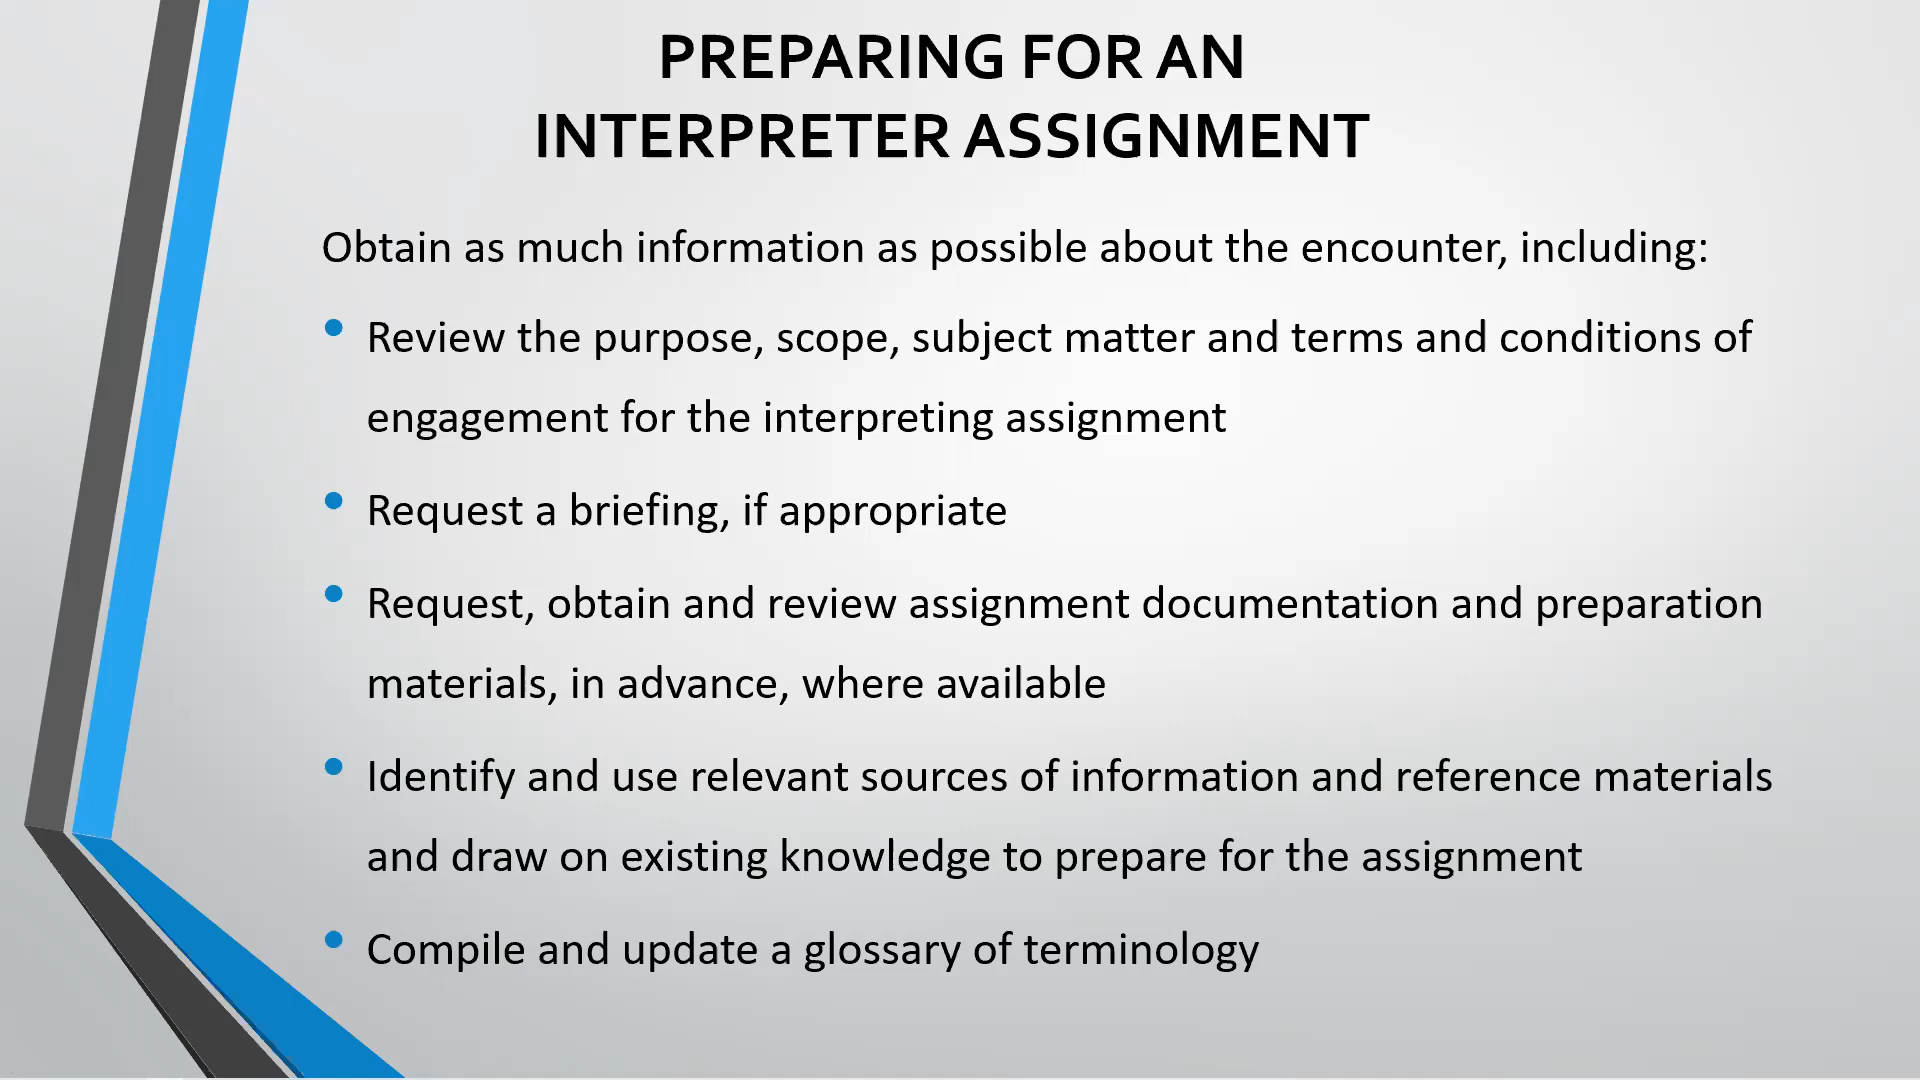 PREPARING FOR AN
INTERPRETER ASSIGNMENT
Obtain as much information as possible about the encounter, including:
• Review the purpose, scope, subject matter and terms and conditions of
engagement for the interpreting assignment
• Request a briefing, if appropriate
• Request, obtain and review assignment documentation and preparation
materials, in advance, where available
• Identify and use relevant sources of information and reference materials
and draw on existing knowledge to prepare for the assignment
• Compile and update a glossary of terminology